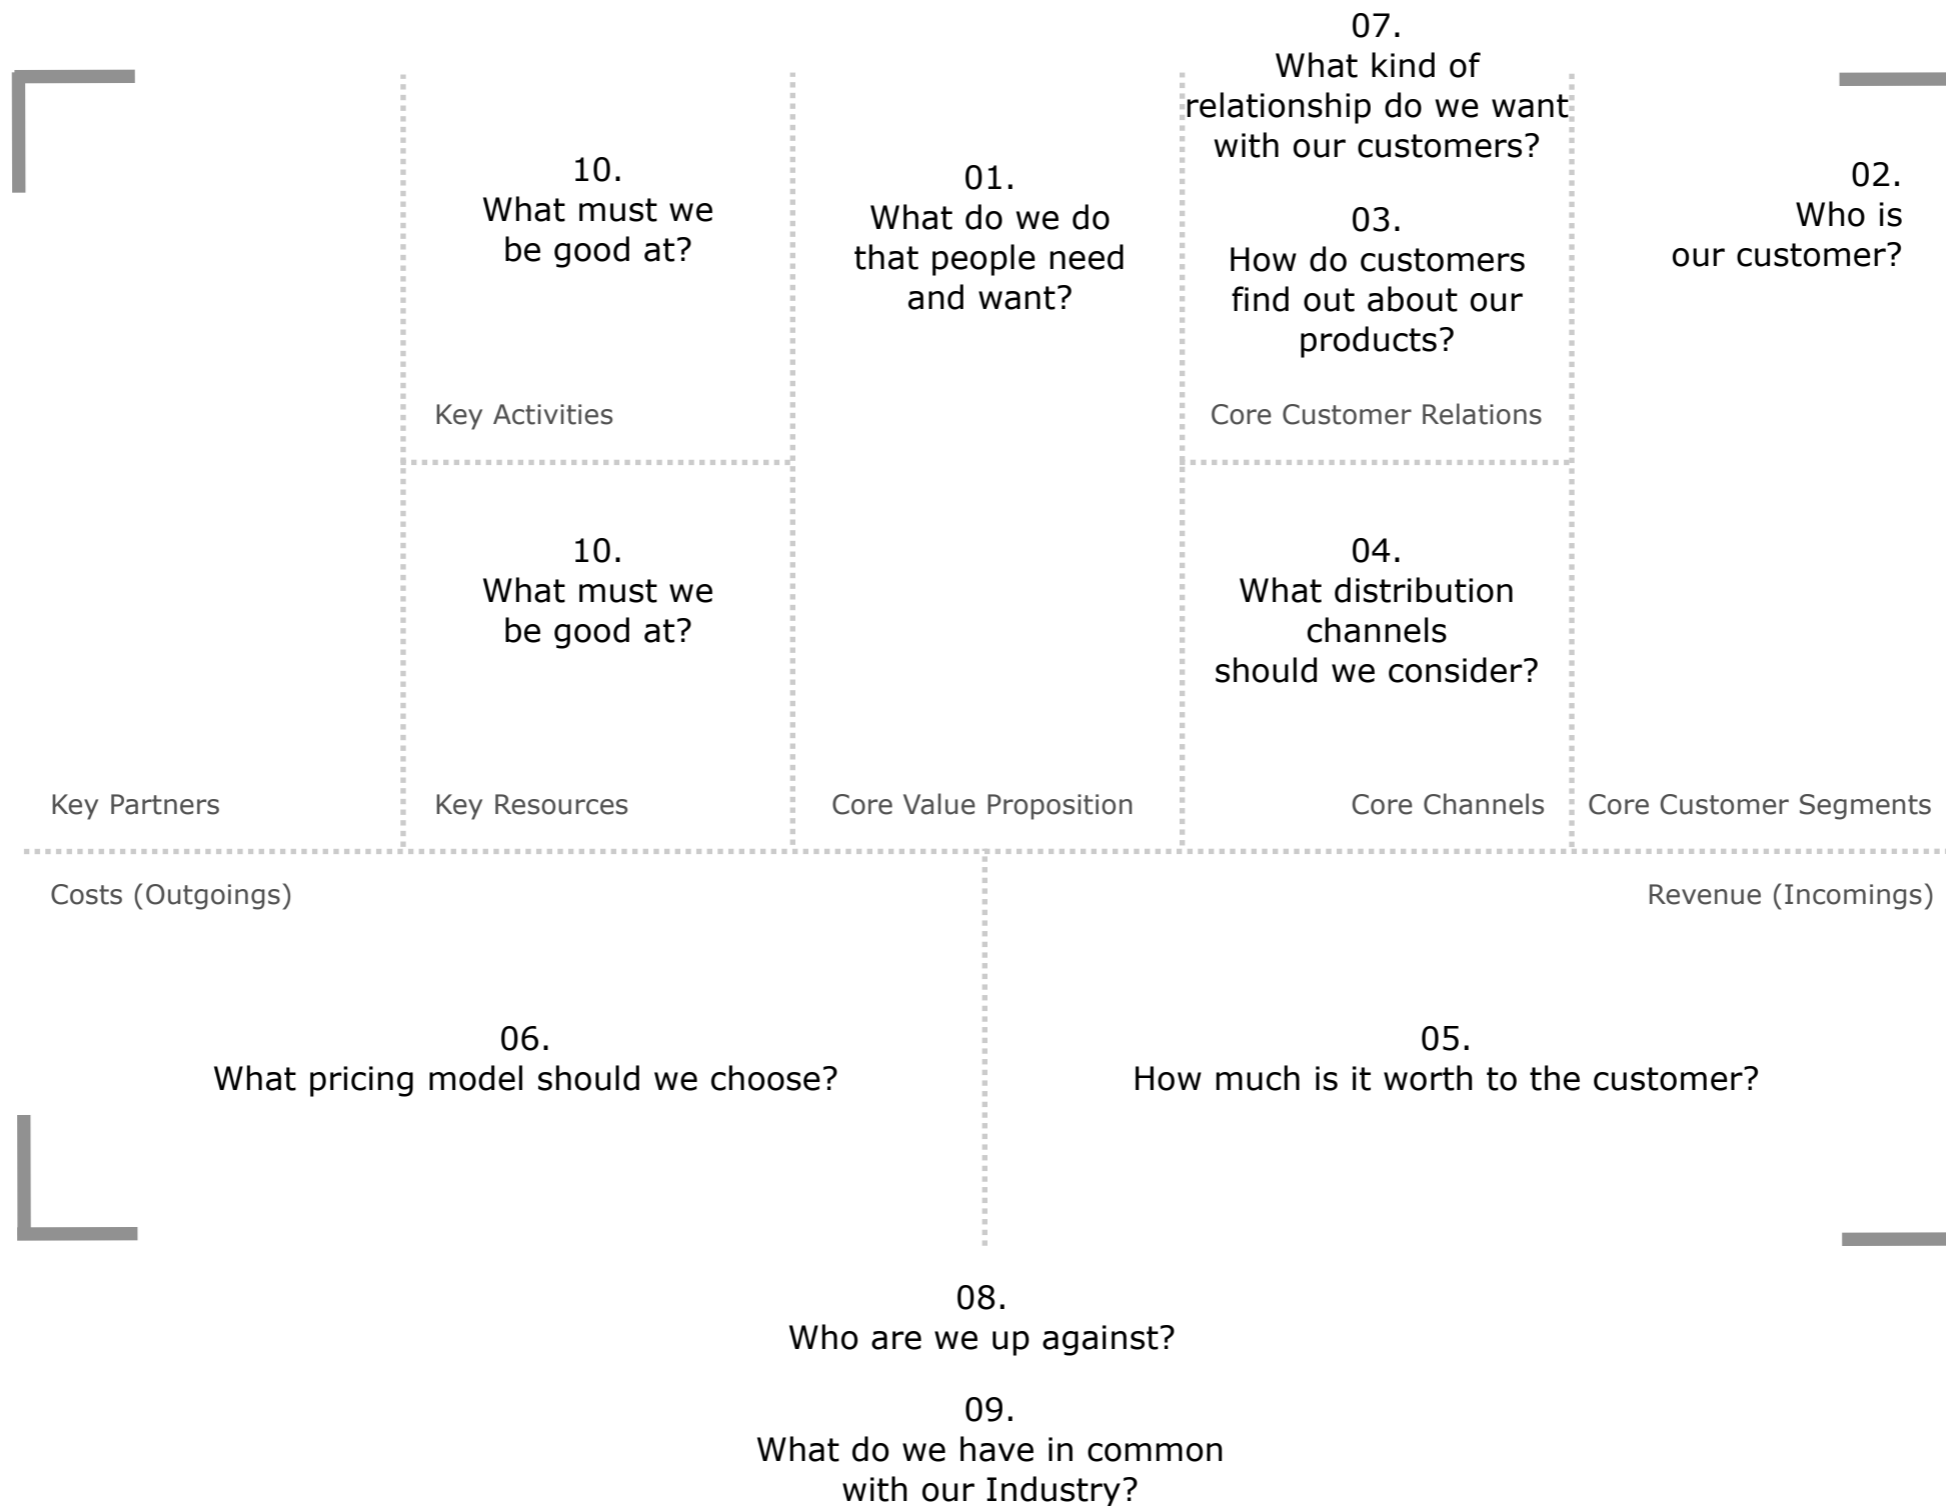 07.
What kind of
relationship do we want
with our customers?
10.
What must we
be good at?
01.
What do we do
that people need
and want?
03.
How do customers
find out about our
products?
02.
Who is
our customer?
Key Activities
Core Customer Relations
10.
What must we
be good at?
04.
What distribution
channels
should we consider?
Key Partners
Key Resources
Core Value Proposition
Core Channels
Core Customer Segments
Costs (Outgoings)
Revenue (Incomings)
06.
What pricing model should we choose?
05.
How much is it worth to the customer?
08.
Who are we up against?
09.
What do we have in common
with our Industry?